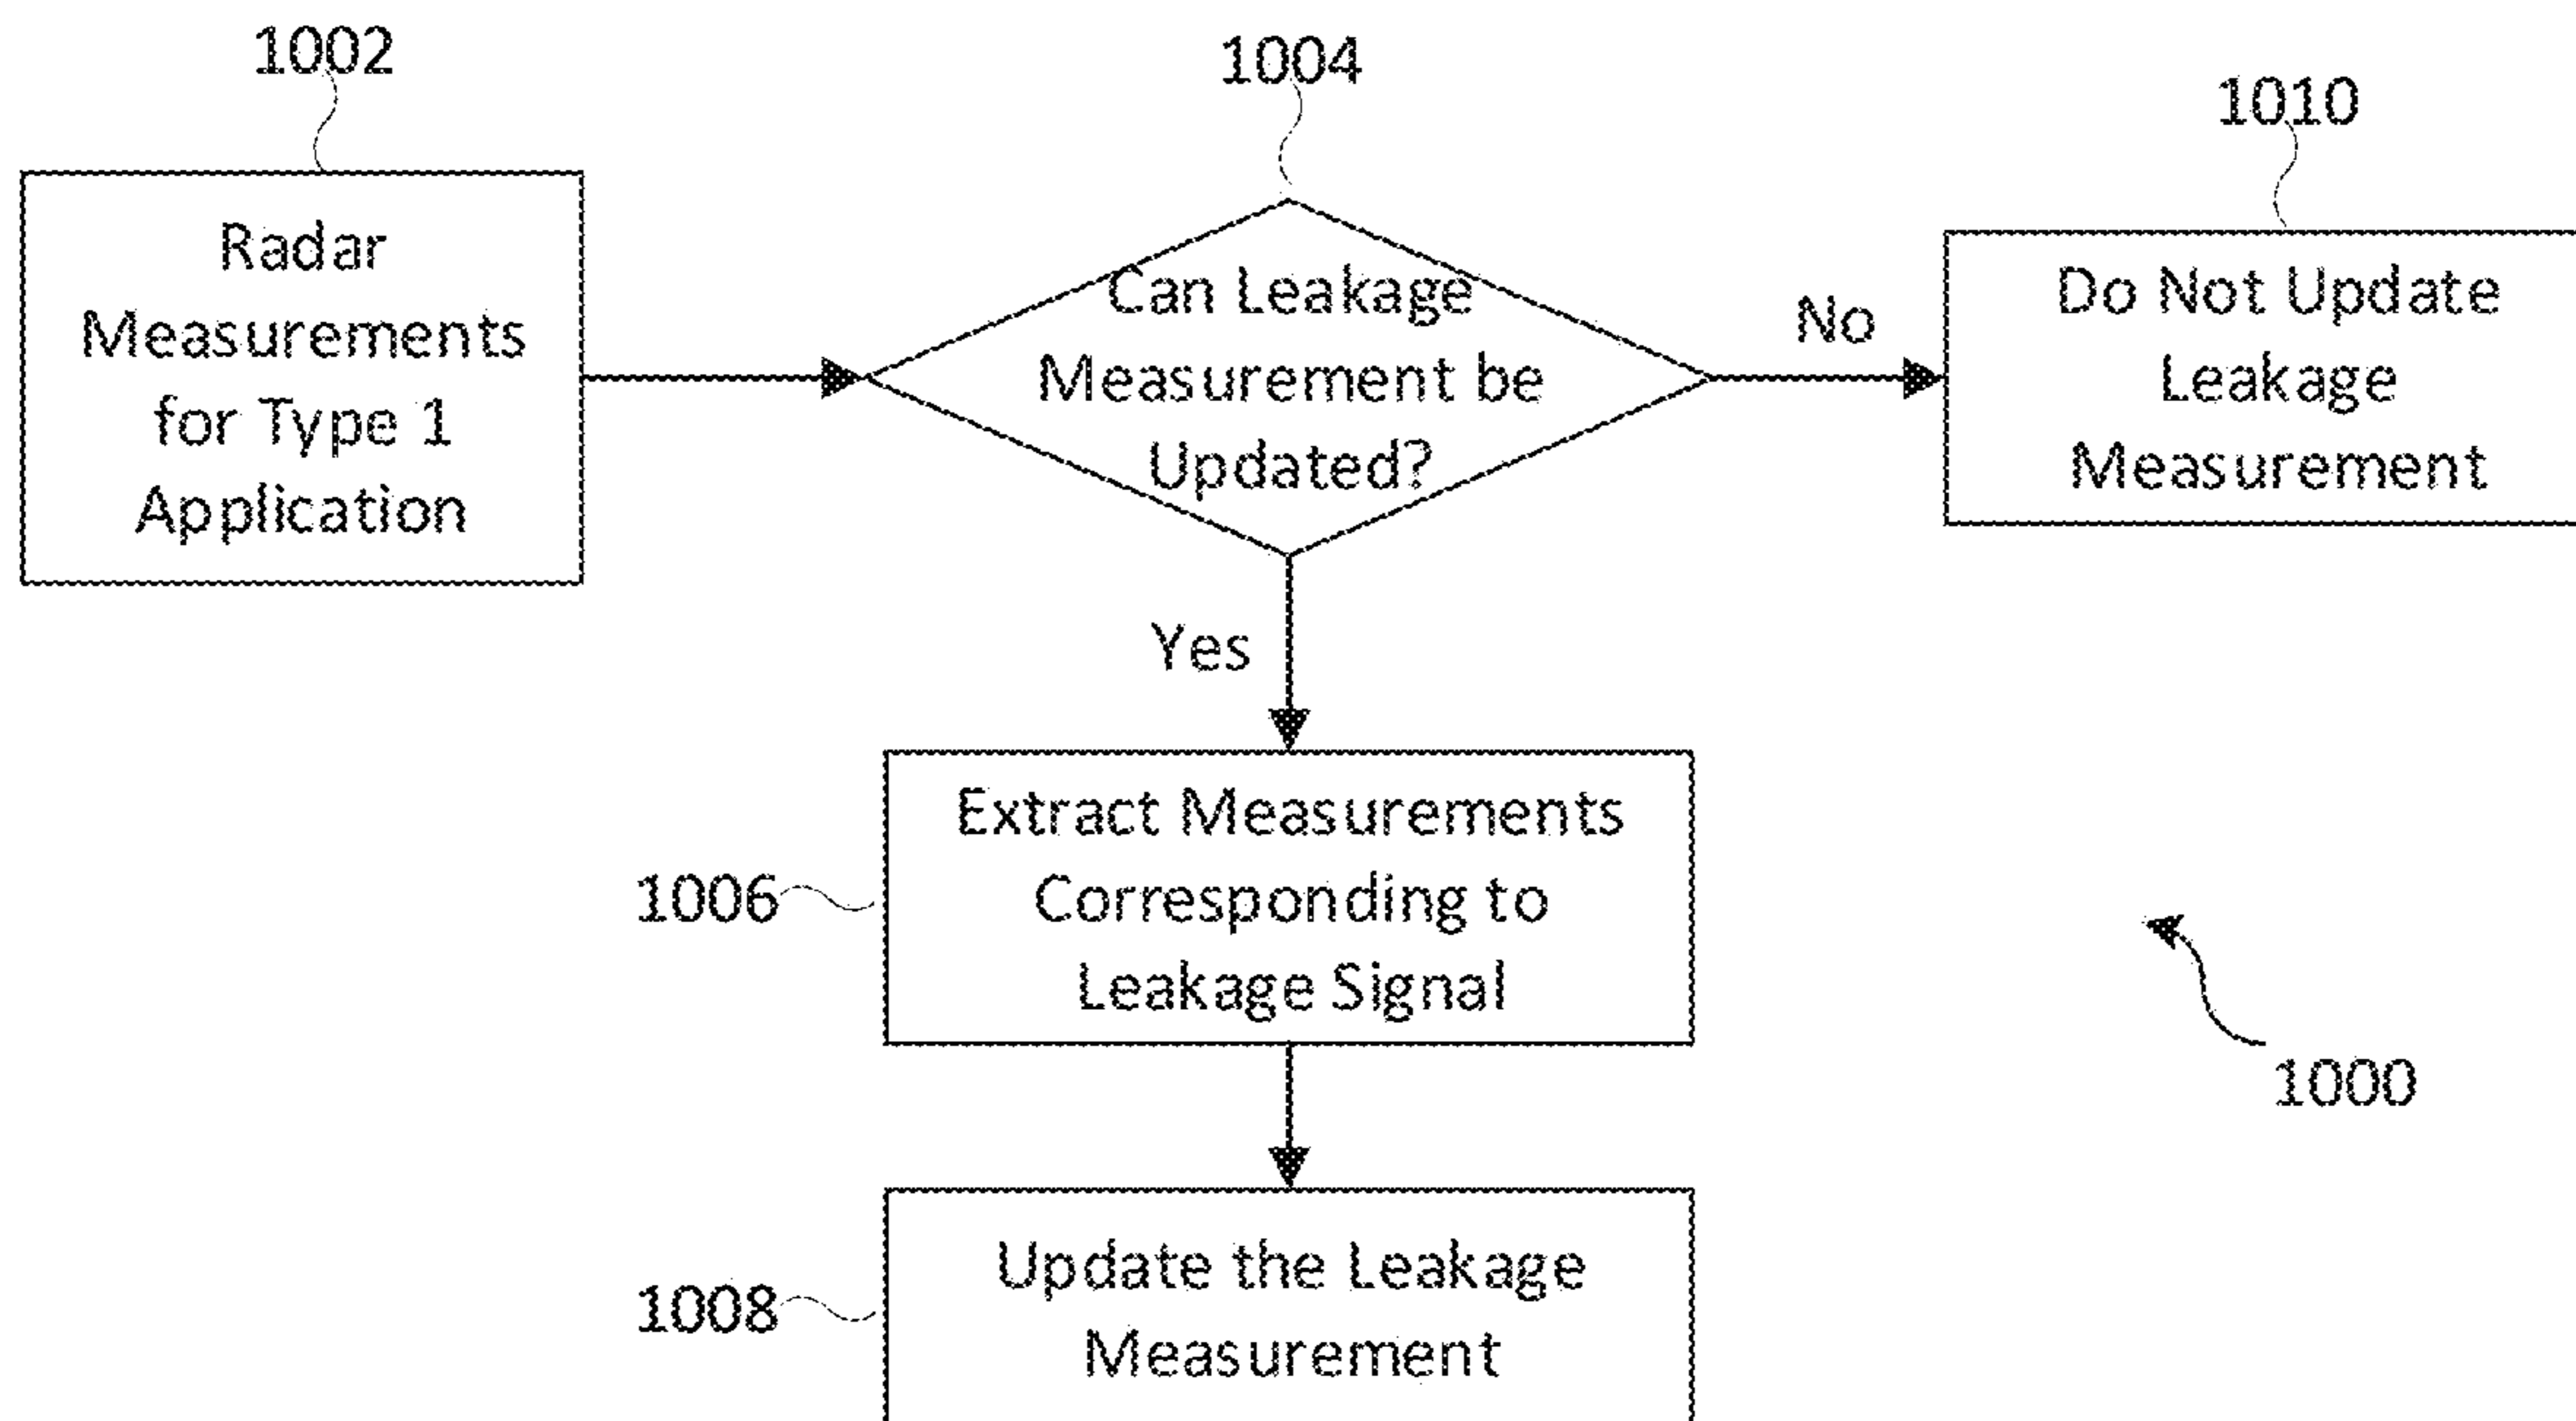 1002
1004
1010
Radar
Measurements
for Type 1
Application
Can Leakage
Measurement be
Updated?
No
Do Not Update
Leakage
Measurement
Yes
Extract Measurements
Corresponding to
Leakage Signal
1006
1000
Update the Leakage
Measurement
1008